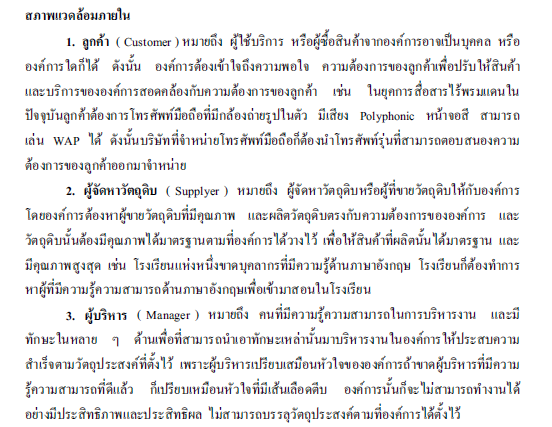 สภาพแวดล้อมภายใน
1. ลูกค้า ( Customer ) หมายถึง ผู้ใช้บริการ หรือผู้ซื้อสินค้าจากองค์การอาจเป็นบุคคล หรือ
องค์การใดก็ได้ ดังนั้น องค์การต้องเข้าใจถึงความพอใจ ความต้องการของลูกค้าเพื่อปรับให้สินค้า
และบริการขององค์การสอดคล้องกับความต้องการของลูกค้า เช่น ในยุคการสื่อสารไร้พรมแดนใน
ปัจจุบันลูกค้าต้องการโทรศัพท์มือถือที่มีกล้องถ่ายรูปในตัว มีเสียง Polyphonic หน้าจอสี สามารถ
เล่น WAP ได้ ดังนั้นบริษัทที่จำหน่ายโทรศัพท์มือถือก็ต้องนำโทรศัพท์รุ่นที่สามารถตอบสนองความ
ต้องการของลูกค้าออกมาจำหน่าย
2. ผู้จัดหาวัตถุดิบ ( Supplyer ) หมายถึง ผู้จัดหาวัตถุดิบหรือผู้ที่ขายวัตถุดิบให้กับองค์การ
โดยองค์การต้องหาผู้ขายวัตถุดิบที่มีคุณภาพ และผลิตวัตถุดิบตรงกับความต้องการขององค์การ และ
วัตถุดิบนั้นต้องมีคุณภาพได้มาตรฐานตามที่องค์การได้วางไว้ เพื่อให้สินค้าที่ผลิตนั้นได้มาตรฐาน และ
มีคุณภาพสูงสุด เช่น โรงเรียนแห่งหนึ่งขาดบุคลากรที่มีความรู้ด้านภาษาอังกฤษ โรงเรียนก็ต้องทำการ
หาผู้ที่มีความรู้ความสามารถด้านภาษาอังกฤษเพื่อเข้ามาสอนในโรงเรียน
3. ผู้บริหาร ( Manager ) หมายถึง คนที่มีความรู้ความสามารถในการบริหารงาน และมี
ทักษะในหลาย ๆ ด้านเพื่อที่สามารถนำเอาทักษะเหล่านั้นมาบริหารงานในองค์การให้ประสบความ
สำเร็จตามวัตถุประสงค์ที่ตั้งไว้ เพราะผู้บริหารเปรียบเสมือนหัวใจขององค์การถ้าขาดผู้บริหารที่มีความ
รู้ความสามารถที่ดีแล้ว ก็เปรียบเหมือนหัวใจที่มีเส้นเลือดตีบ องค์การนั้นก็จะไม่สามารถทำงานได้
อย่างมีประสิทธิภาพและประสิทธิผล ไม่สามารถบรรลุวัตถุประสงค์ตามที่องค์การได้ตั้งไว้